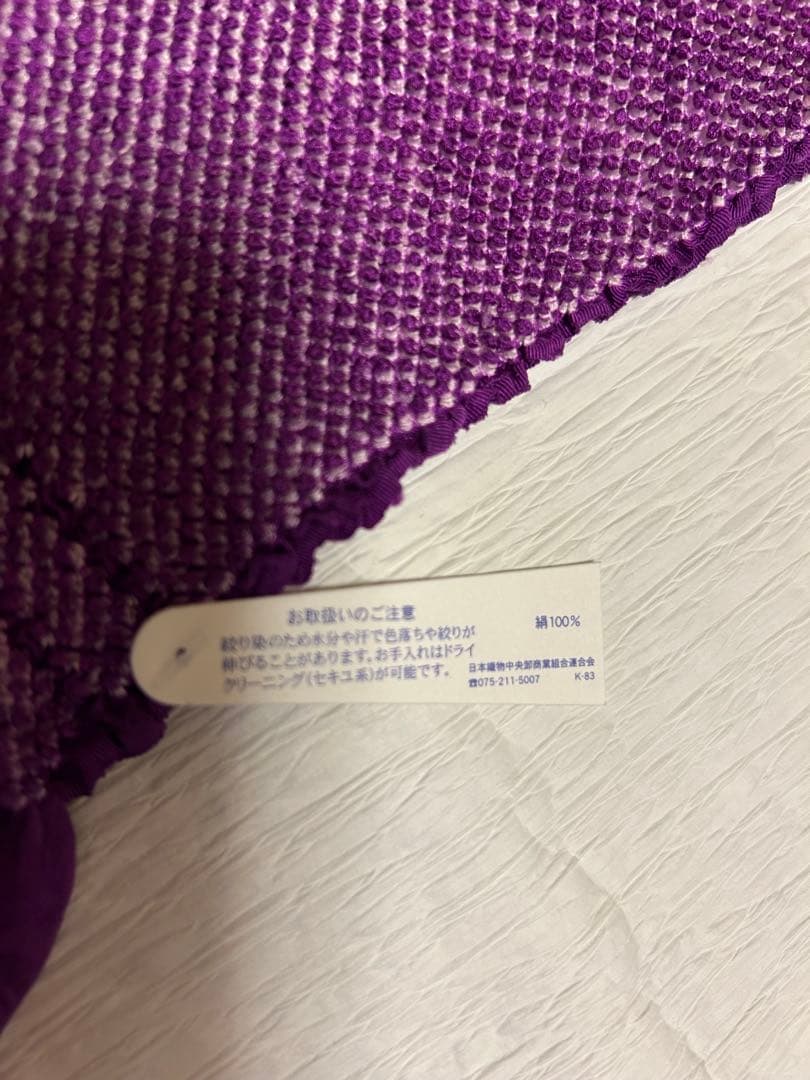 お取扱いのご注意
絞り染のため水分や汗で色落ちや絞りが
伸びることがあります。お手入れはドライ
クリーニング(セキユ系)が可能です。
絹100%
日本織物中央卸商業組合連合会
☎075-211-5007 K-83